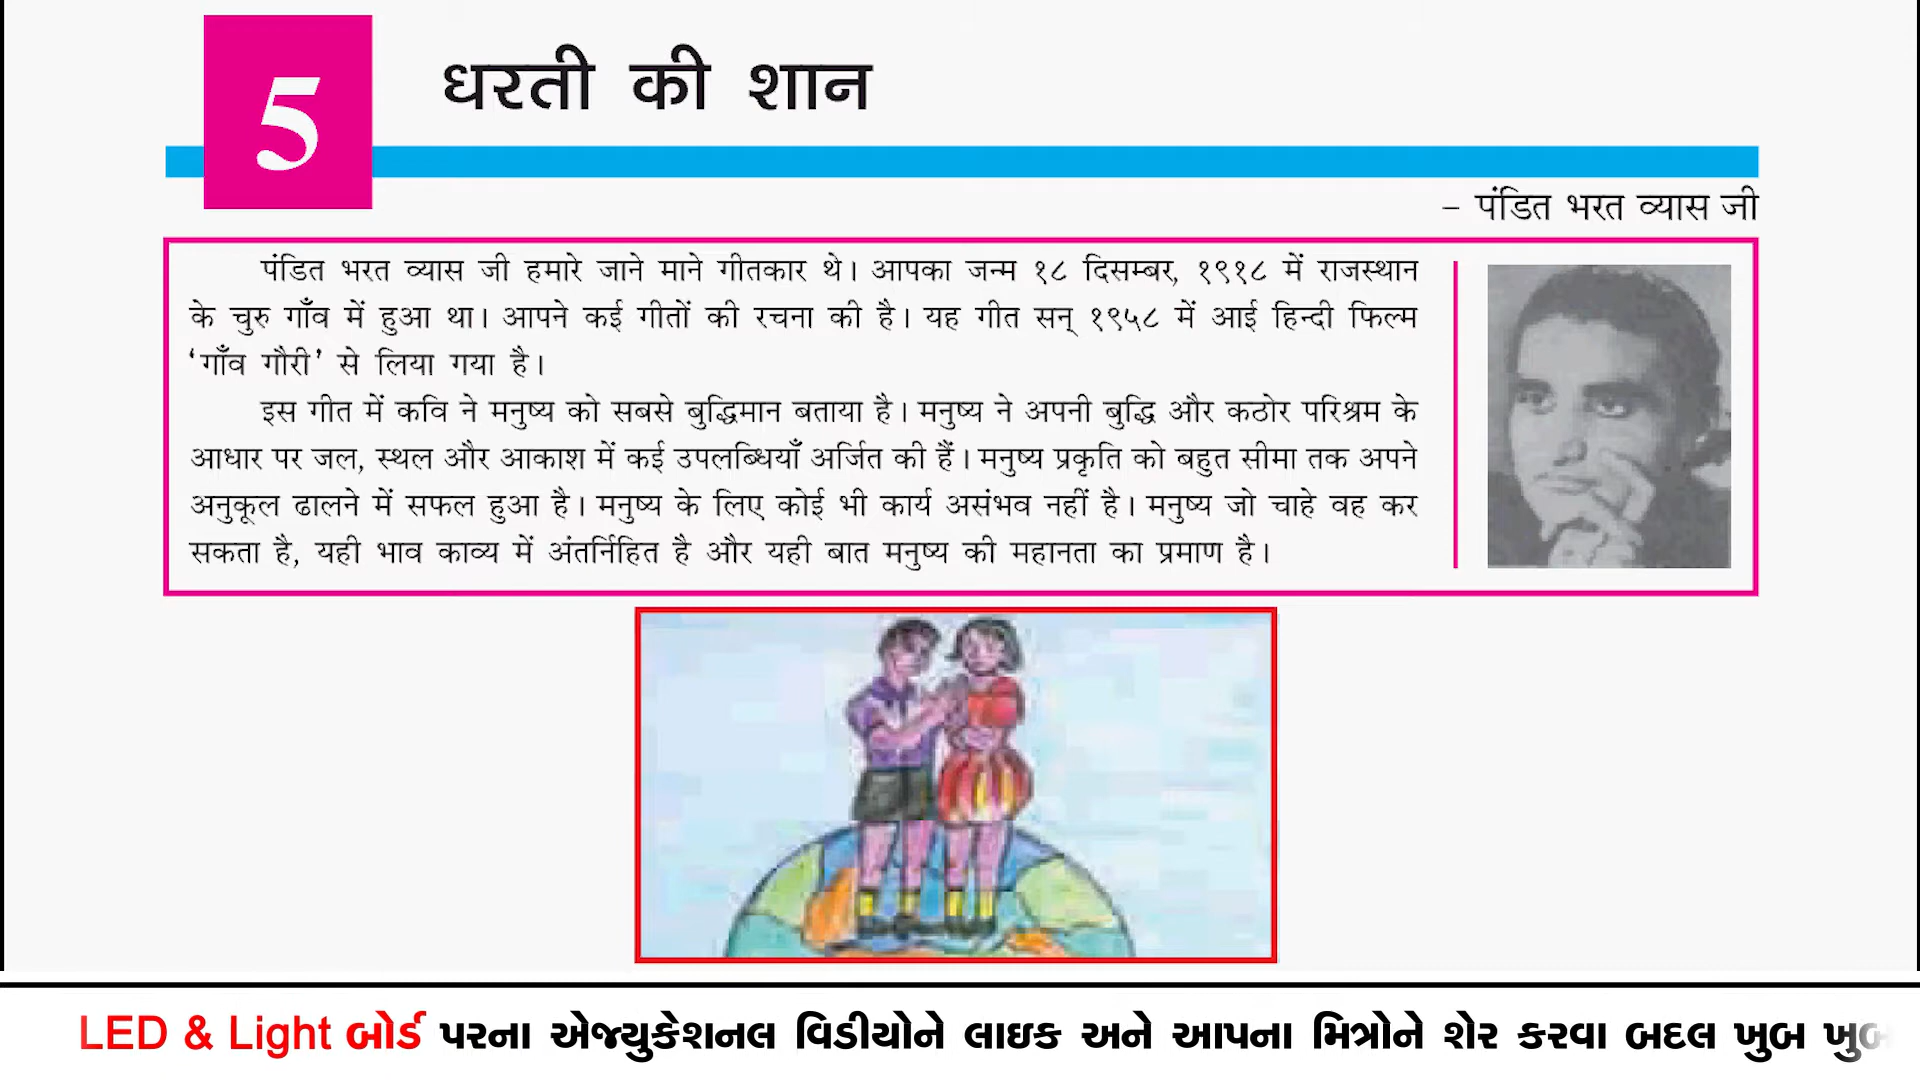 5
धरती की शान
– पंडित भरत व्यास जी
पंडित भरत व्यास जी हमारे जाने माने गीतकार थे। आपका जन्म १८ दिसम्बर, १९१८ में राजस्थान
के चुरु गाँव में हुआ था। आपने कई गीतों की रचना की है। यह गीत सन् १९५८ में आई हिन्दी फिल्म
‘गाँव गौरी’ से लिया गया है।
इस गीत में कवि ने मनुष्य को सबसे बुद्धिमान बताया है। मनुष्य ने अपनी बुद्धि और कठोर परिश्रम के
आधार पर जल, स्थल और आकाश में कई उपलब्धियाँ अर्जित की हैं। मनुष्य प्रकृति को बहुत सीमा तक अपने
अनुकूल ढालने में सफल हुआ है। मनुष्य के लिए कोई भी कार्य असंभव नहीं है। मनुष्य जो चाहे वह कर
सकता है, यही भाव काव्य में अंतर्निहित है और यही बात मनुष्य की महानता का प्रमाण है।
LED & Light બોર્ડ પરના એજ્યુકેશનલ વિડીયોને લાઇક અને આપના મિત્રોને શેર કરવા બદલ ખુબ ખુબ